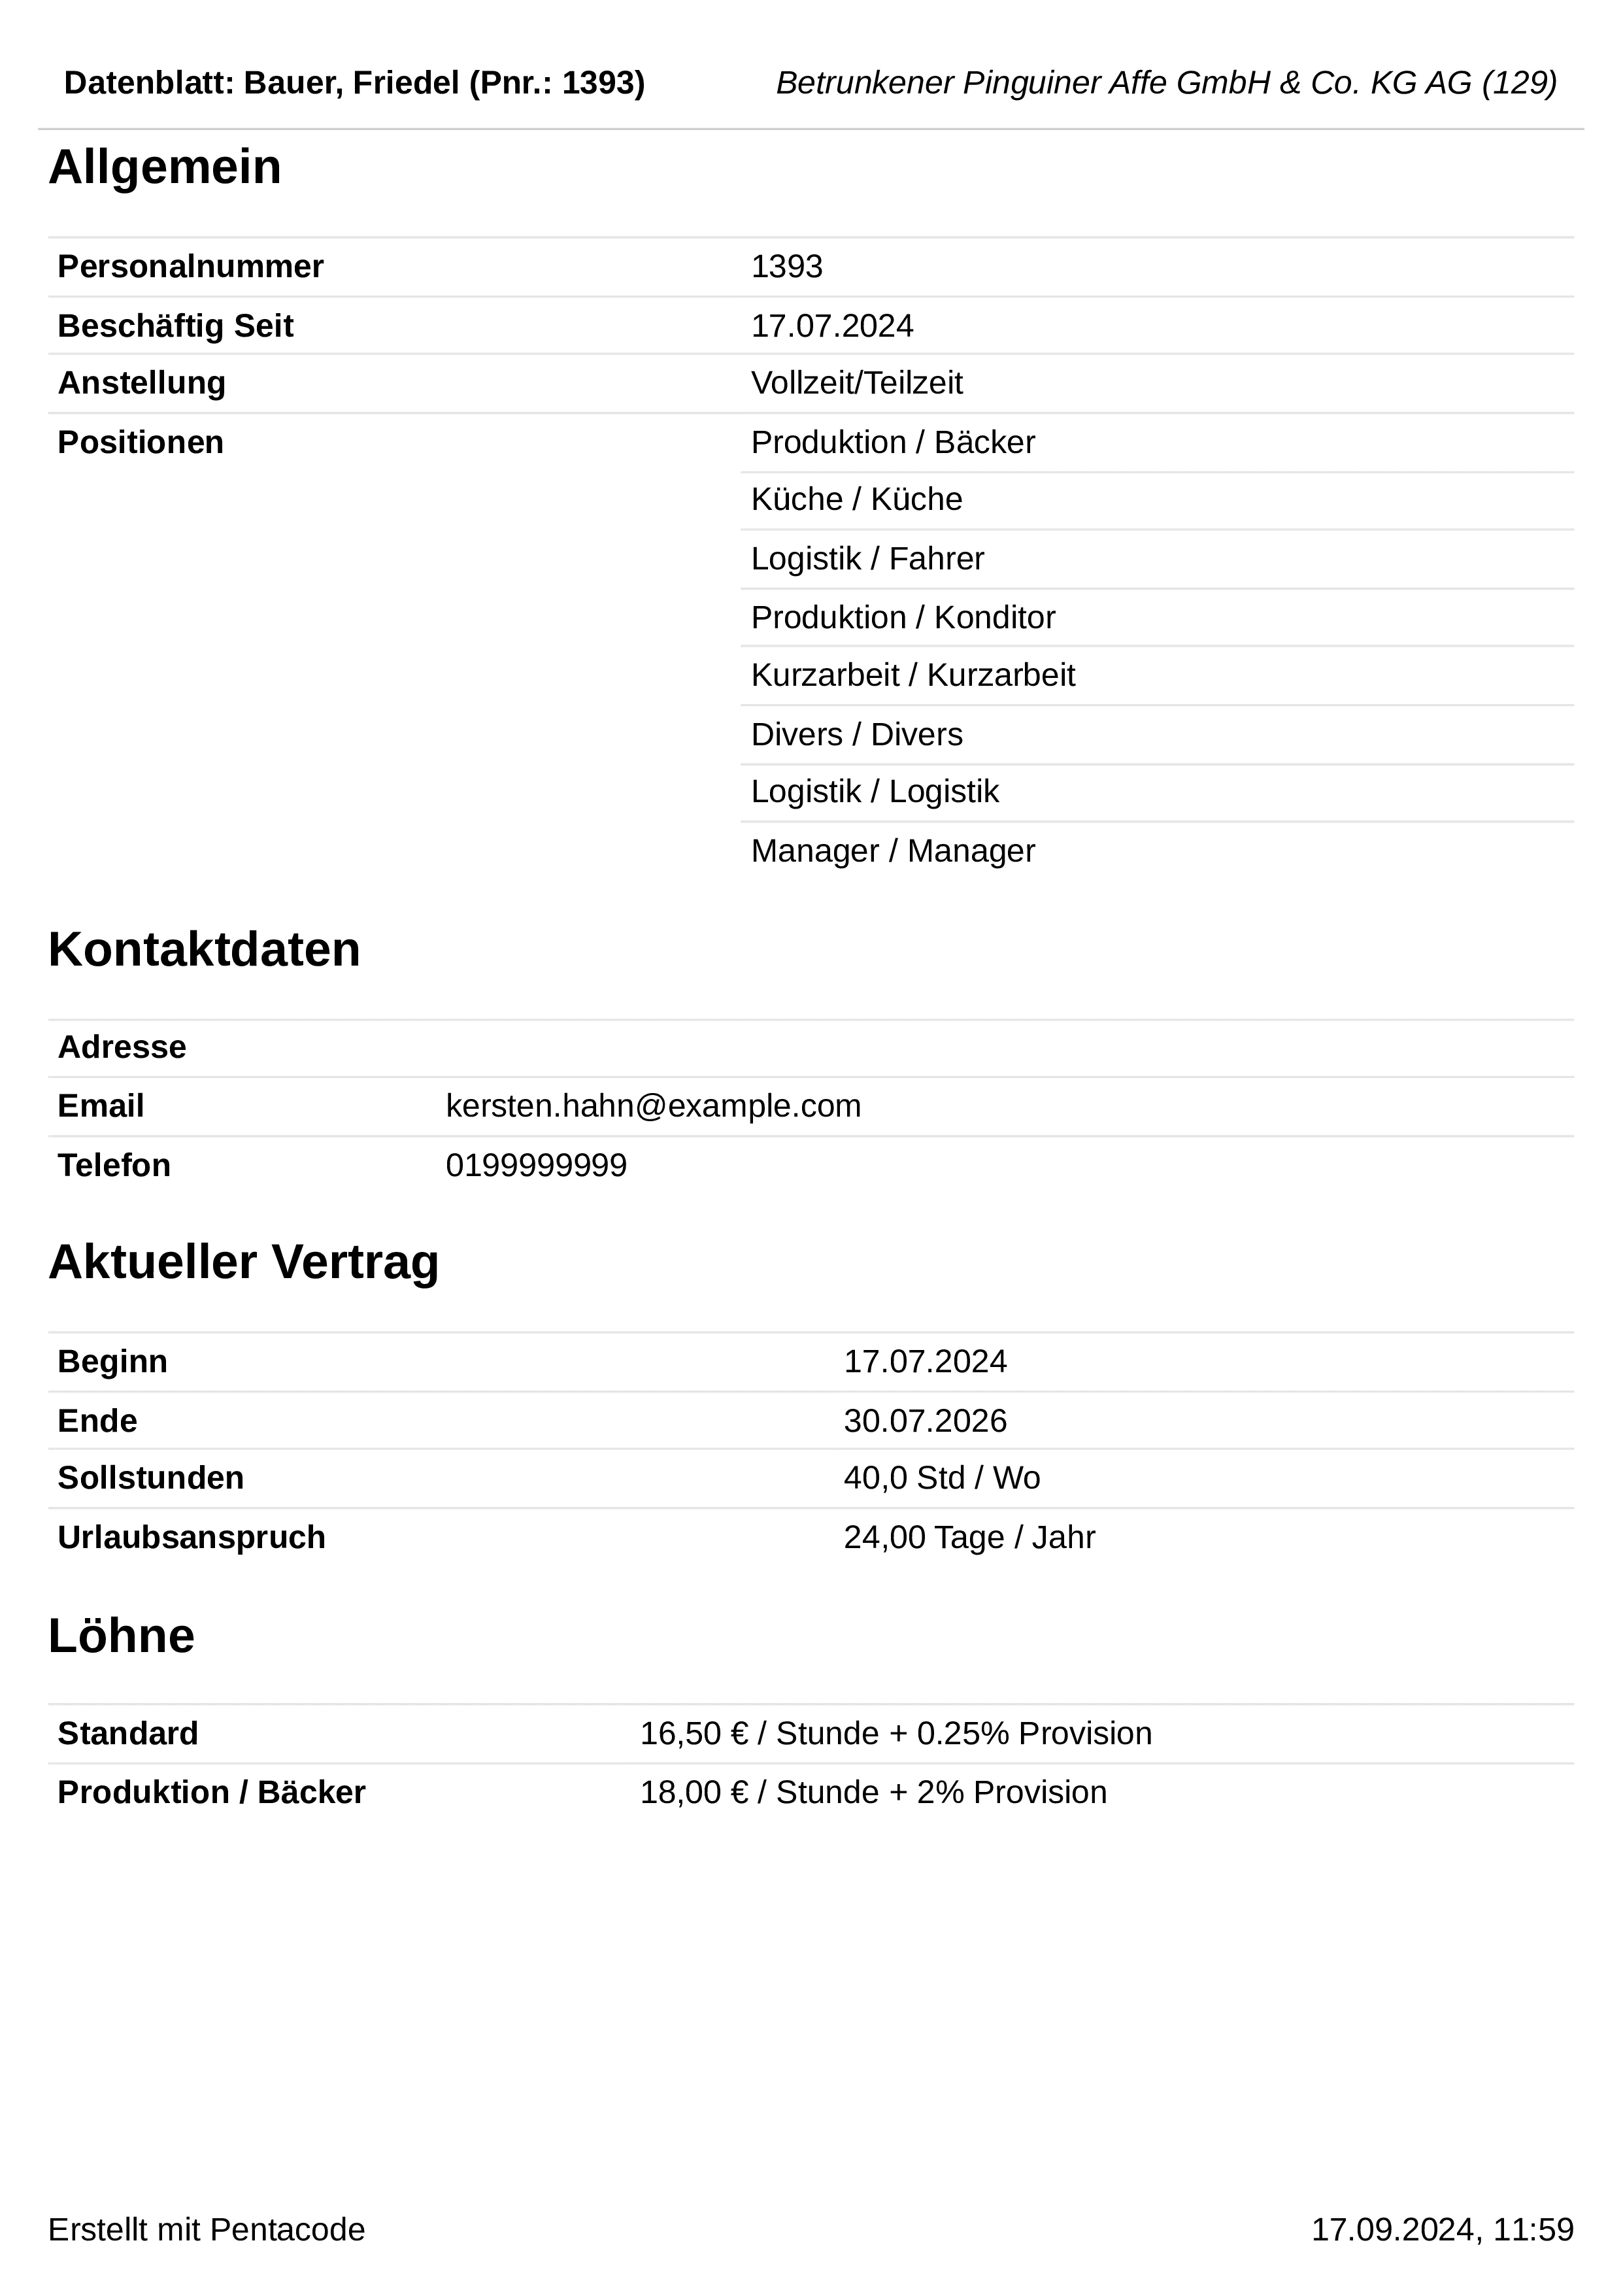 Datenblatt: Bauer, Friedel (Pnr.: 1393) Betrunkener Pinguiner Affe GmbH & Co. KG AG (129)
Allgemein
Personalnummer 1393
Beschäftig Seit 17.07.2024
Anstellung Vollzeit/Teilzeit
Positionen Produktion / Bäcker
Küche / Küche
Logistik / Fahrer
Produktion / Konditor
Kurzarbeit / Kurzarbeit
Divers / Divers
Logistik / Logistik
Manager / Manager
Kontaktdaten
Adresse
Email kersten.hahn@example.com
Telefon 0199999999
Aktueller Vertrag
Beginn 17.07.2024
Ende 30.07.2026
Sollstunden 40,0 Std / Wo
Urlaubsanspruch 24,00 Tage / Jahr
Löhne
Standard 16,50 € / Stunde + 0.25% Provision
Produktion / Bäcker 18,00 € / Stunde + 2% Provision
Erstellt mit Pentacode 17.09.2024, 11:59